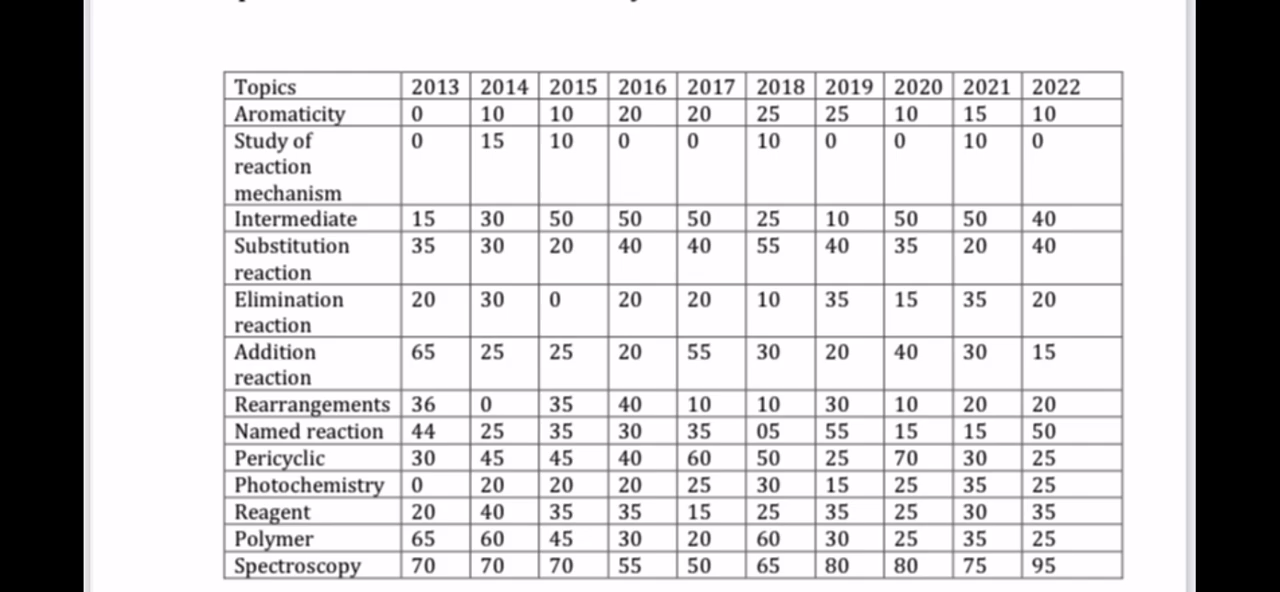 Topics 2013 2014 2015 2016 2017 2018 2019 2020 2021 2022
Aromaticity 0 10 10 20 20 25 25 10 15 10
Study of 0 15 10 0 0 10 0 0 10 0
reaction
mechanism
Intermediate 15 30 50 50 50 25 10 50 50 40
Substitution 35 30 20 40 40 55 40 35 20 40
reaction
Elimination 20 30 0 20 20 10 35 15 35 20
reaction
Addition 65 25 25 20 55 30 20 40 30 15
reaction
Rearrangements 36 0 35 40 10 10 30 10 20 20
Named reaction 44 25 35 30 35 05 55 15 15 50
Pericyclic 30 45 45 40 60 50 25 70 30 25
Photochemistry 0 20 20 20 25 30 15 25 35 25
Reagent 20 40 35 35 15 25 35 25 30 35
Polymer 65 60 45 30 20 60 30 25 35 25
Spectroscopy 70 70 70 55 50 65 80 80 75 95